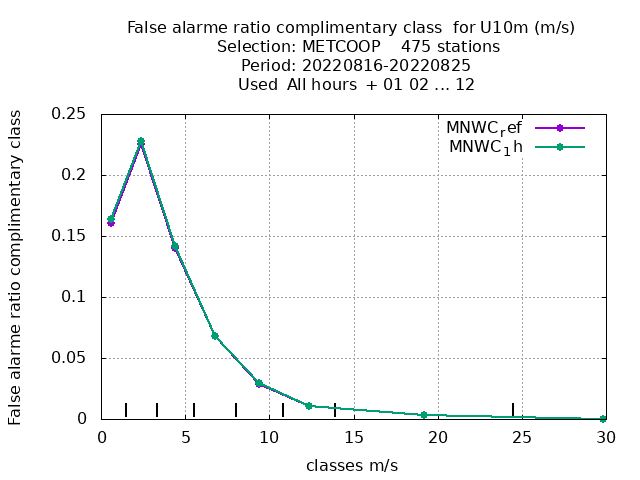 False alarme ratio complimentary class  for U10m (m/s)
Selection: METCOOP    475 stations
Period: 20220816-20220825
Used  All hours  + 01 02 ... 12
False alarme ratio complimentary class
0.25
0.2
0.15
0.1
0.05
0
MNWC_ref
MNWC_1h
0 5 10 15 20 25 30
classes m/s